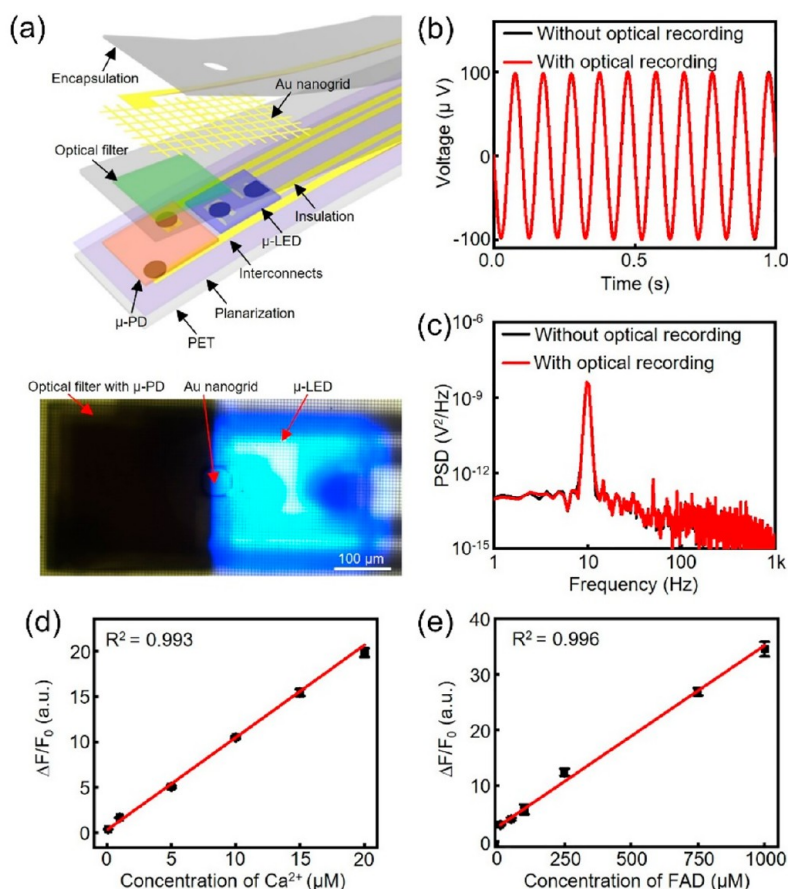 (a)
Encapsulation
Au nanogrid
Optical filter
Insulation
μ-LED
Interconnects
μ-PD
Planarization
PET
Optical filter with μ-PD
Au nanogrid
μ-LED
100 μm
(b)
Without optical recording
With optical recording
Voltage (μ V)
100
0
-100
0.0
0.5
1.0
Time (s)
(c)
Without optical recording
With optical recording
PSD (V²/Hz)
10⁻⁶
10⁻⁹
10⁻¹²
10⁻¹⁵
1
10
100
1k
Frequency (Hz)
(d)
R² = 0.993
ΔF/F₀ (a.u.)
20
15
10
5
0
0
5
10
15
20
Concentration of Ca²⁺ (μM)
(e)
R² = 0.996
ΔF/F₀ (a.u.)
40
30
20
10
0
0
250
500
750
1000
Concentration of FAD (μM)